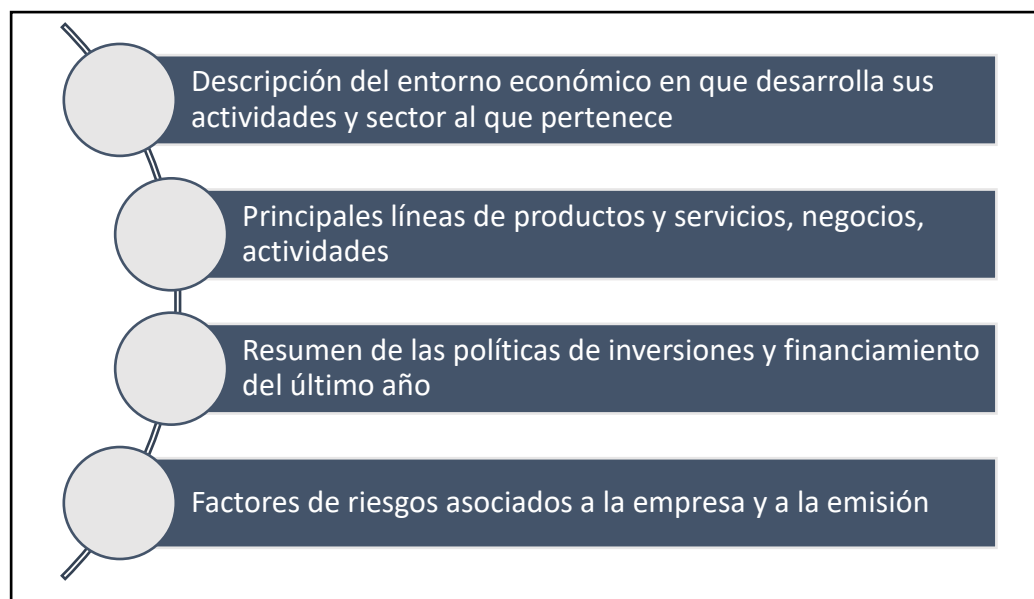 Descripción del entorno económico en que desarrolla sus
actividades y sector al que pertenece
Principales líneas de productos y servicios, negocios,
actividades
Resumen de las políticas de inversiones y financiamiento
del último año
Factores de riesgos asociados a la empresa y a la emisión